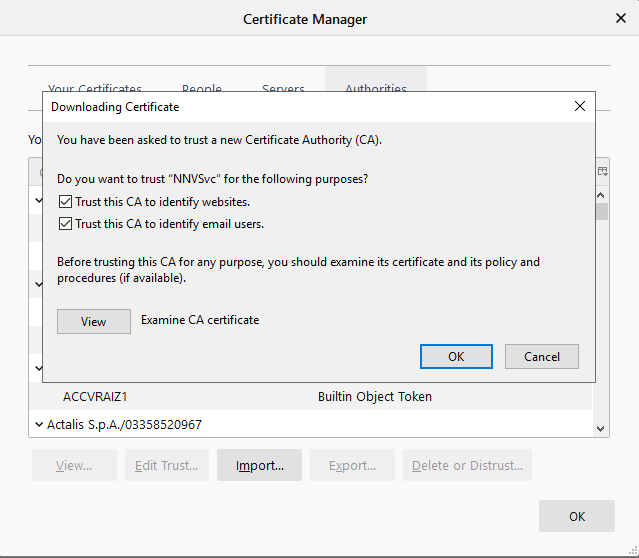 Certificate Manager
Your Certificates People Servers Authorities
Downloading Certificate
You have been asked to trust a new Certificate Authority (CA).
Do you want to trust “NNVSvc” for the following purposes?
Trust this CA to identify websites.
Trust this CA to identify email users.
Before trusting this CA for any purpose, you should examine its certificate and its policy and
procedures (if available).
View Examine CA certificate
OK Cancel
ACCVRAIZ1 Builtin Object Token
Actalis S.p.A./03358520967
View... Edit Trust... Import... Export... Delete or Distrust...
OK